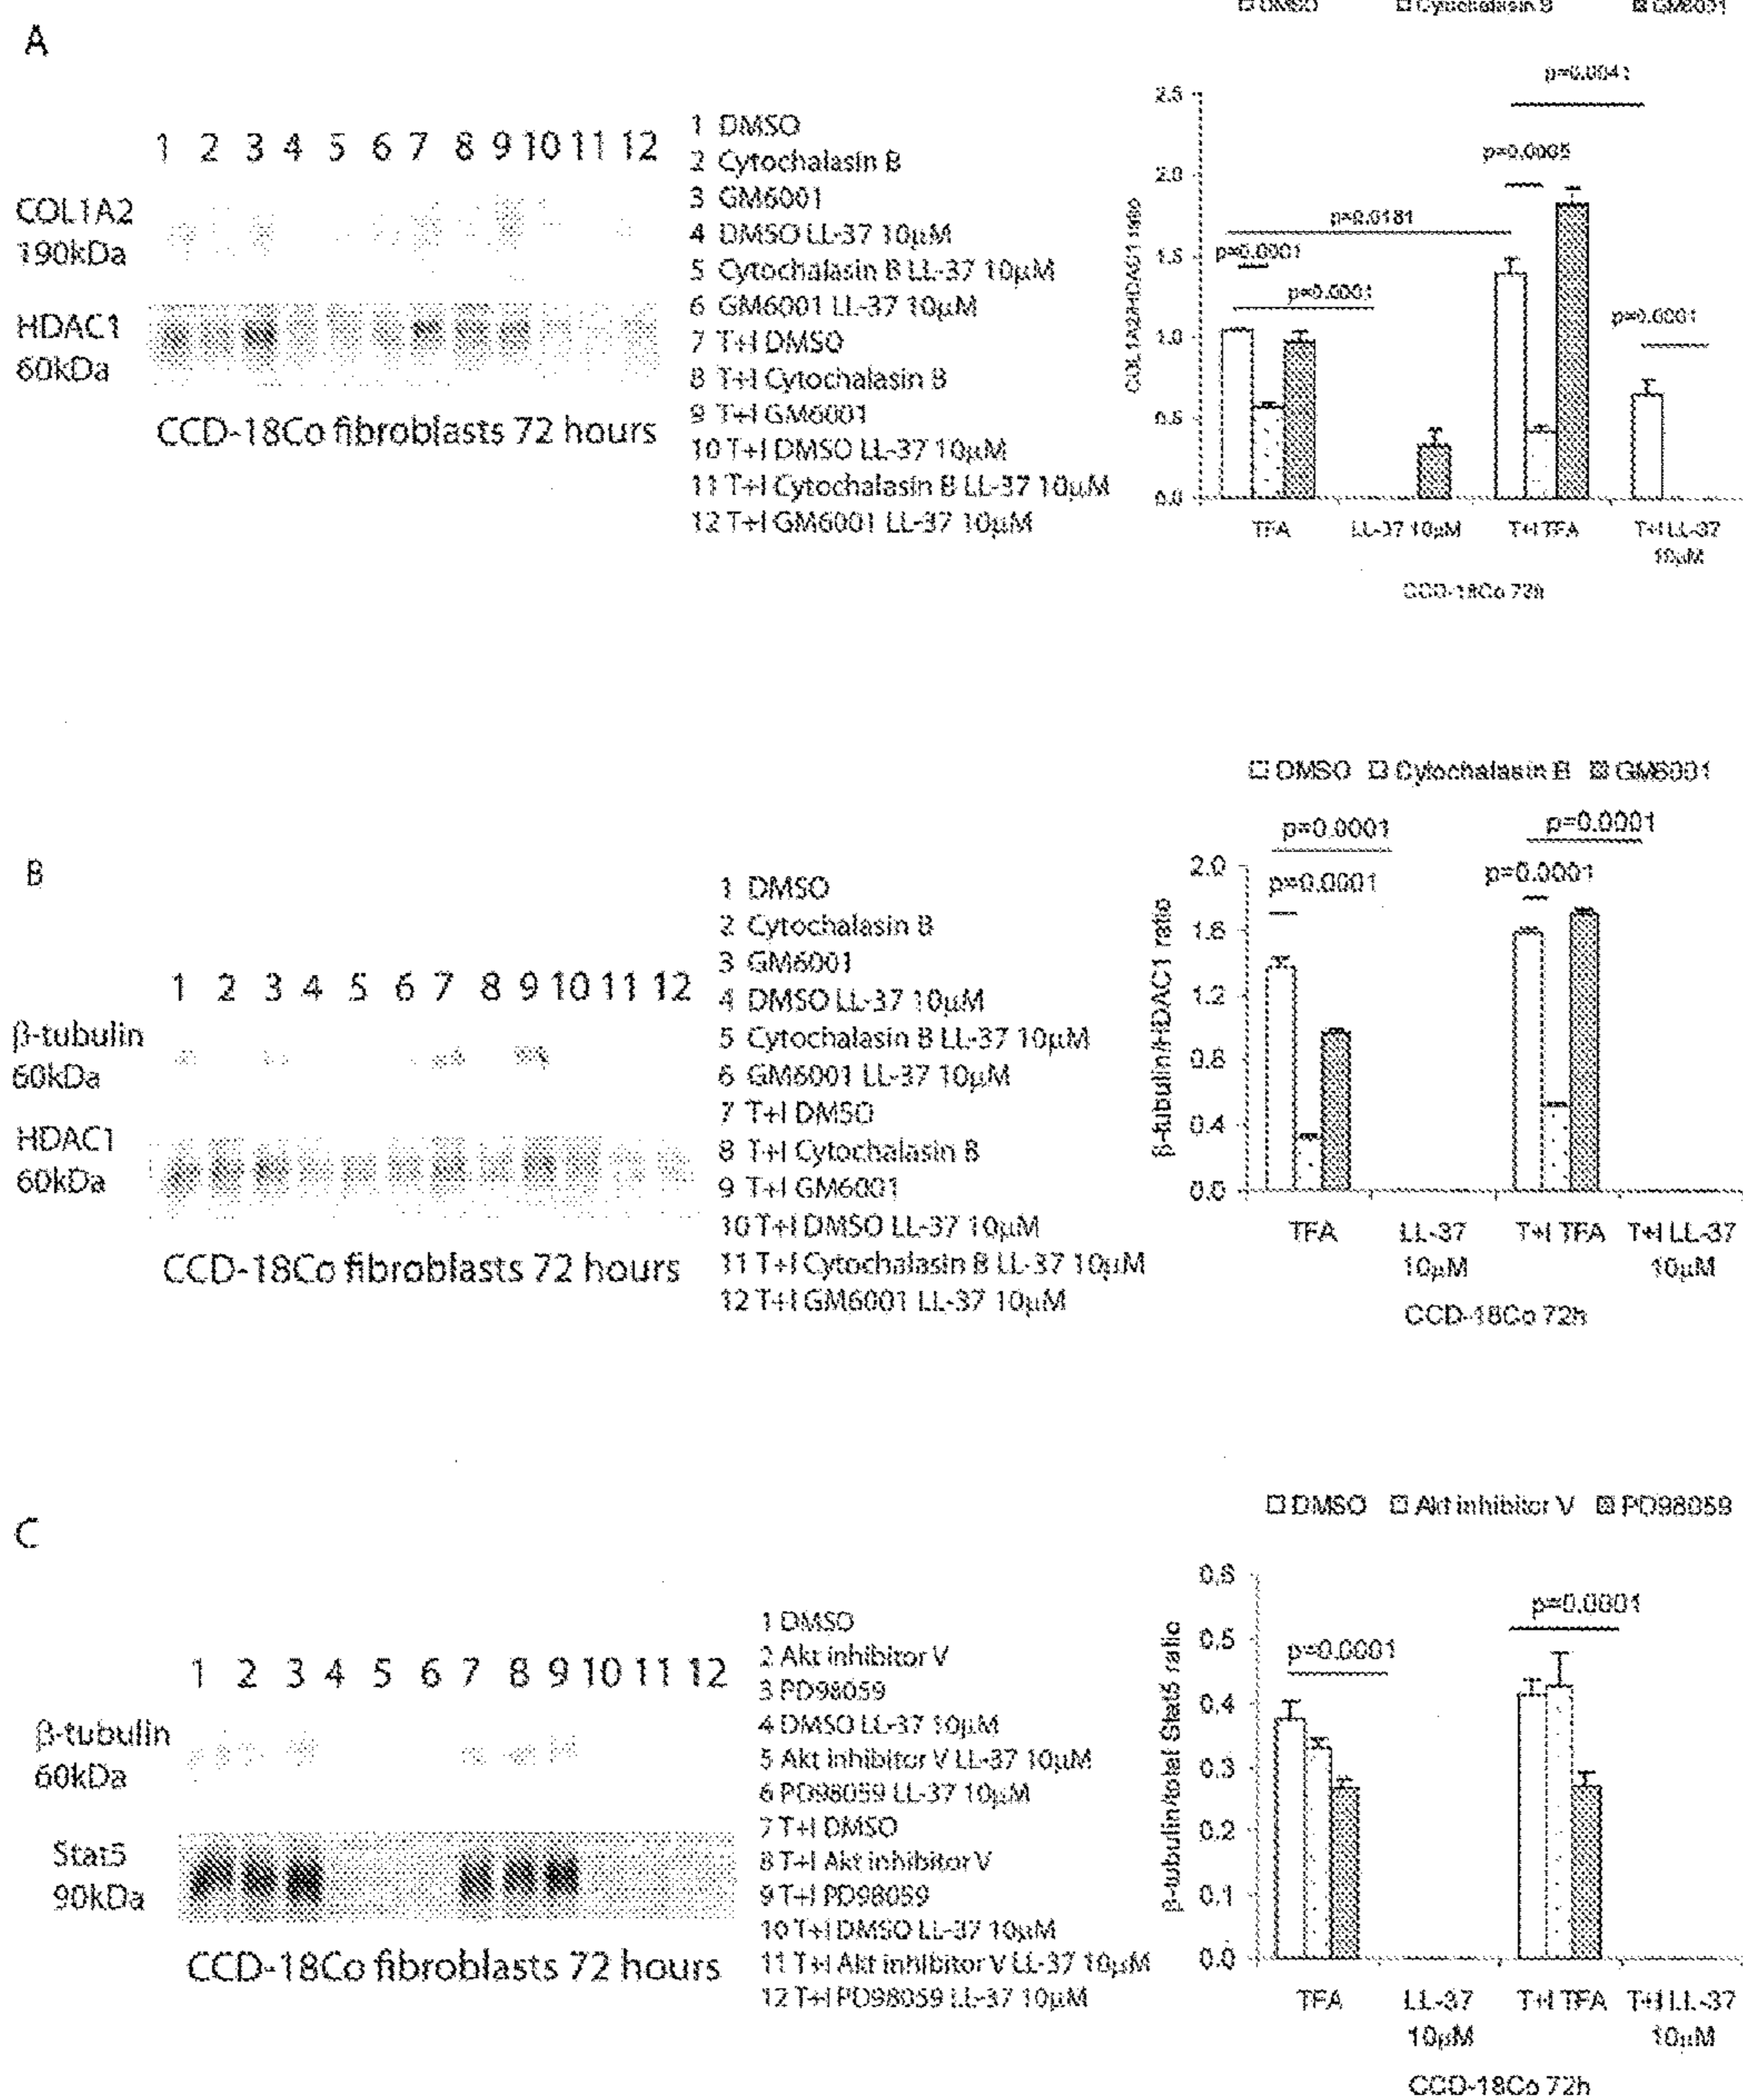 □ DMSO □ Cytochalasin B ▩ GM6001
A
1 2 3 4 5 6 7 8 9 10 11 12
COL1A2
190kDa
HDAC1
60kDa
CCD-18Co fibroblasts 72 hours
1 DMSO
2 Cytochalasin B
3 GM6001
4 DMSO LL-37 10µM
5 Cytochalasin B LL-37 10µM
6 GM6001 LL-37 10µM
7 T+I DMSO
8 T+I Cytochalasin B
9 T+I GM6001
10 T+I DMSO LL-37 10µM
11 T+I Cytochalasin B LL-37 10µM
12 T+I GM6001 LL-37 10µM
COL1A2/HDAC1 ratio
2.5
2.0
1.5
1.0
0.5
0.0
p=0.0041
p=0.0005
p=0.0181
p=0.0001
p=0.0001
p=0.0001
TFA LL-37 10µM T+I TFA T+I LL-37
10µM
CCD-18Co 72h
B
1 2 3 4 5 6 7 8 9 10 11 12
β-tubulin
60kDa
HDAC1
60kDa
CCD-18Co fibroblasts 72 hours
1 DMSO
2 Cytochalasin B
3 GM6001
4 DMSO LL-37 10µM
5 Cytochalasin B LL-37 10µM
6 GM6001 LL-37 10µM
7 T+I DMSO
8 T+I Cytochalasin B
9 T+I GM6001
10 T+I DMSO LL-37 10µM
11 T+I Cytochalasin B LL-37 10µM
12 T+I GM6001 LL-37 10µM
□ DMSO □ Cytochalasin B ▩ GM6001
p=0.0001 p=0.0001
p=0.0001 p=0.0001
β-tubulin/HDAC1 ratio
2.0
1.6
1.2
0.8
0.4
0.0
TFA LL-37 T+I TFA T+I LL-37
10µM 10µM
CCD-18Co 72h
C
1 2 3 4 5 6 7 8 9 10 11 12
β-tubulin
60kDa
Stat5
90kDa
CCD-18Co fibroblasts 72 hours
1 DMSO
2 Akt inhibitor V
3 PD98059
4 DMSO LL-37 10µM
5 Akt inhibitor V LL-37 10µM
6 PD98059 LL-37 10µM
7 T+I DMSO
8 T+I Akt inhibitor V
9 T+I PD98059
10 T+I DMSO LL-37 10µM
11 T+I Akt inhibitor V LL-37 10µM
12 T+I PD98059 LL-37 10µM
□ DMSO □ Akt inhibitor V ▩ PD98059
p=0.0001
p=0.0001
β-tubulin/total Stat5 ratio
0.6
0.5
0.4
0.3
0.2
0.1
0.0
TFA LL-37 T+I TFA T+I LL-37
10µM 10µM
CCD-18Co 72h